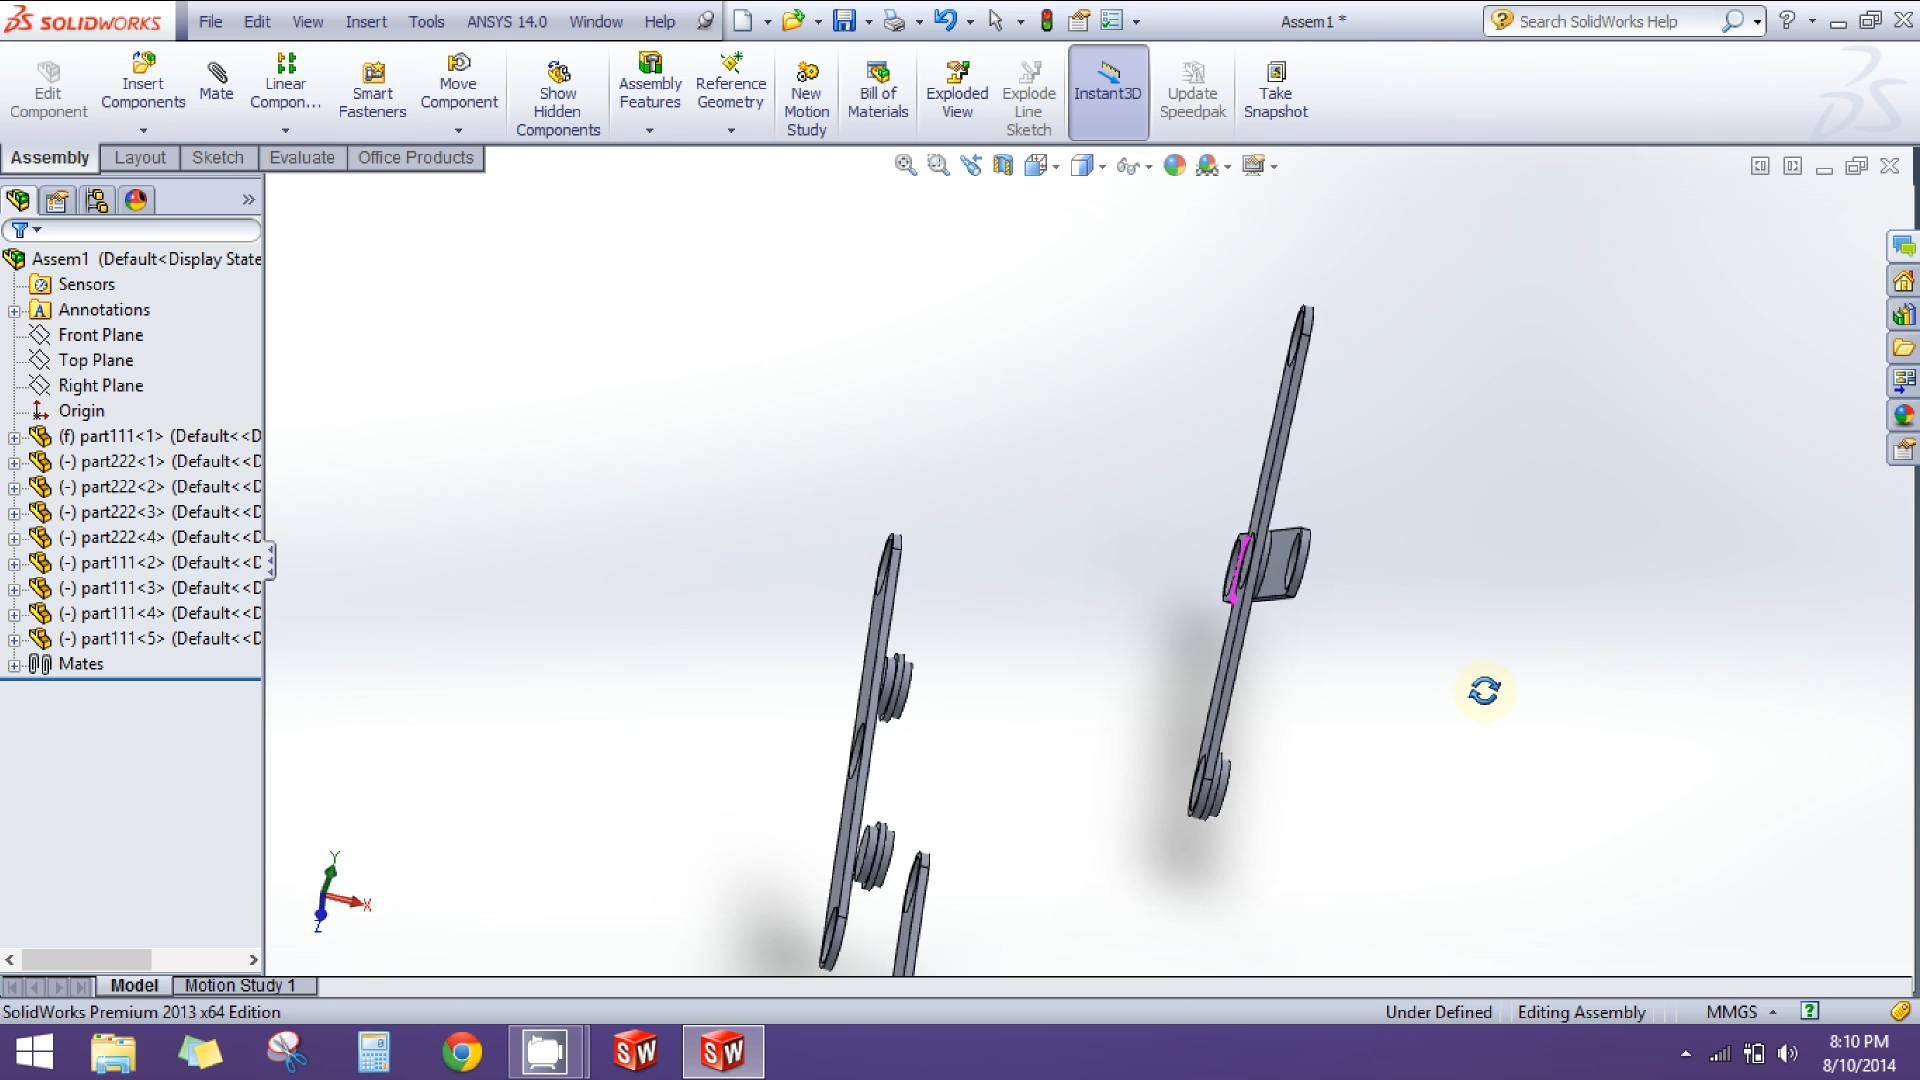 SOLIDWORKS File Edit View Insert Tools ANSYS 14.0 Window Help Assem1 * Search SolidWorks Help
Edit Component
Insert Components
Mate
Linear Compon...
Smart Fasteners
Move Component
Show Hidden Components
Assembly Features
Reference Geometry
New Motion Study
Bill of Materials
Exploded View
Explode Line Sketch
Instant3D
Update Speedpak
Take Snapshot
Assembly Layout Sketch Evaluate Office Products
Assem1 (Default<Display State
Sensors
Annotations
Front Plane
Top Plane
Right Plane
Origin
(f) part111<1> (Default<<D
(-) part222<1> (Default<<D
(-) part222<2> (Default<<D
(-) part222<3> (Default<<D
(-) part222<4> (Default<<D
(-) part111<2> (Default<<D
(-) part111<3> (Default<<D
(-) part111<4> (Default<<D
(-) part111<5> (Default<<D
Mates
Y
X
Z
Model Motion Study 1
SolidWorks Premium 2013 x64 Edition Under Defined Editing Assembly MMGS
SW SW 8:10 PM
8/10/2014